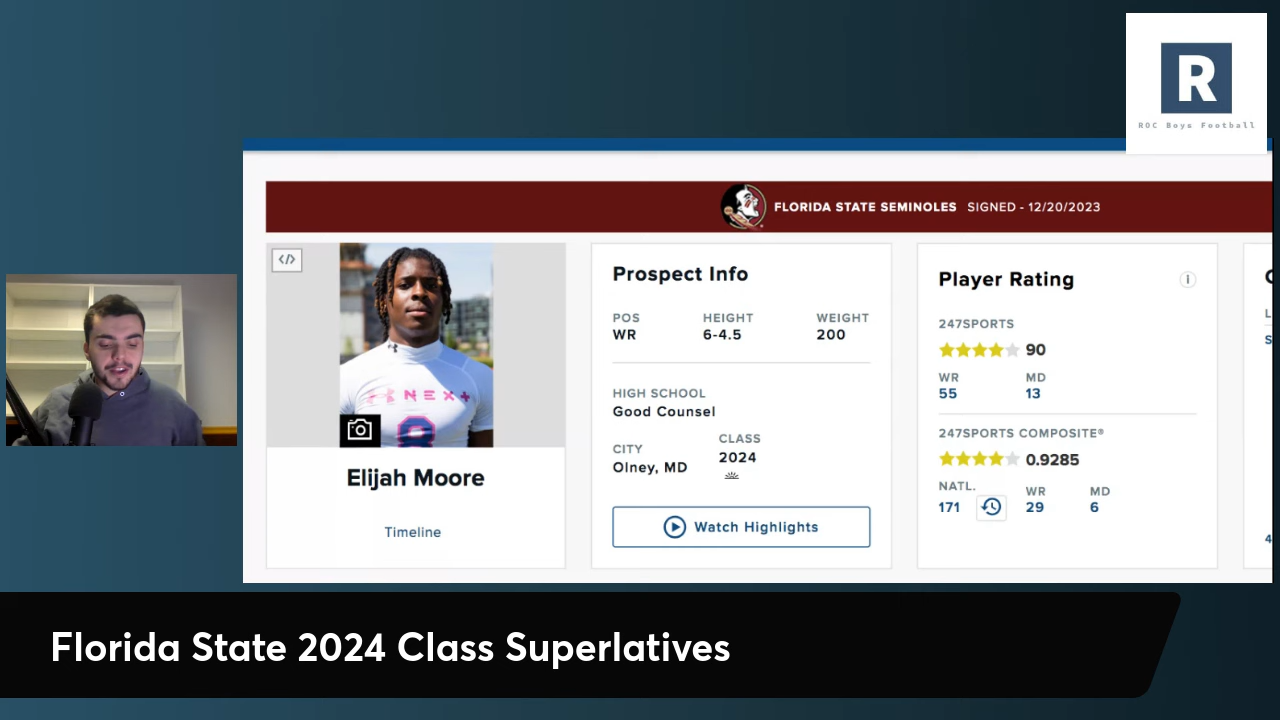 R
ROC Boys Football
FLORIDA STATE SEMINOLES SIGNED - 12/20/2023
</>
Elijah Moore
Timeline
NEXT
8
Prospect Info
POS HEIGHT WEIGHT
WR 6-4.5 200
HIGH SCHOOL
Good Counsel
CITY CLASS
Olney, MD 2024
Watch Highlights
Player Rating i
247SPORTS
90
WR MD
55 13
247SPORTS COMPOSITE®
0.9285
NATL. WR MD
171 29 6
Florida State 2024 Class Superlatives